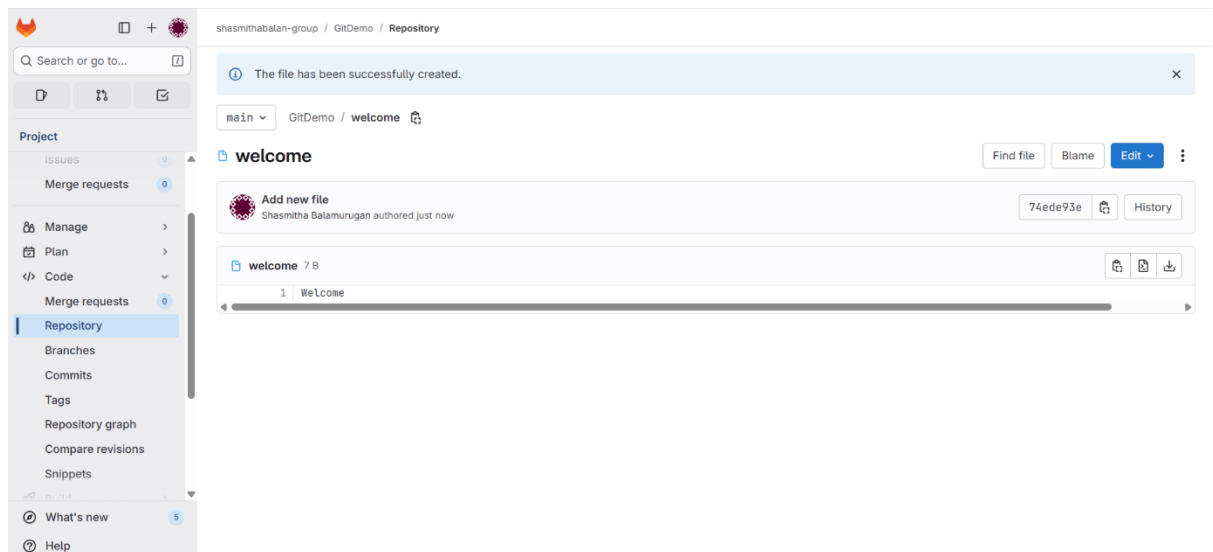 shasmithabalan-group / GitDemo / Repository
Search or go to... /
The file has been successfully created.
main GitDemo / welcome
Project
welcome Find file Blame Edit
Issues 0
Merge requests 0
Add new file
Shasmitha Balamurugan authored just now
74ede93e History
Manage
Plan
Code
welcome 7 B
1 Welcome
Merge requests 0
Repository
Branches
Commits
Tags
Repository graph
Compare revisions
Snippets
Build
What's new 5
Help